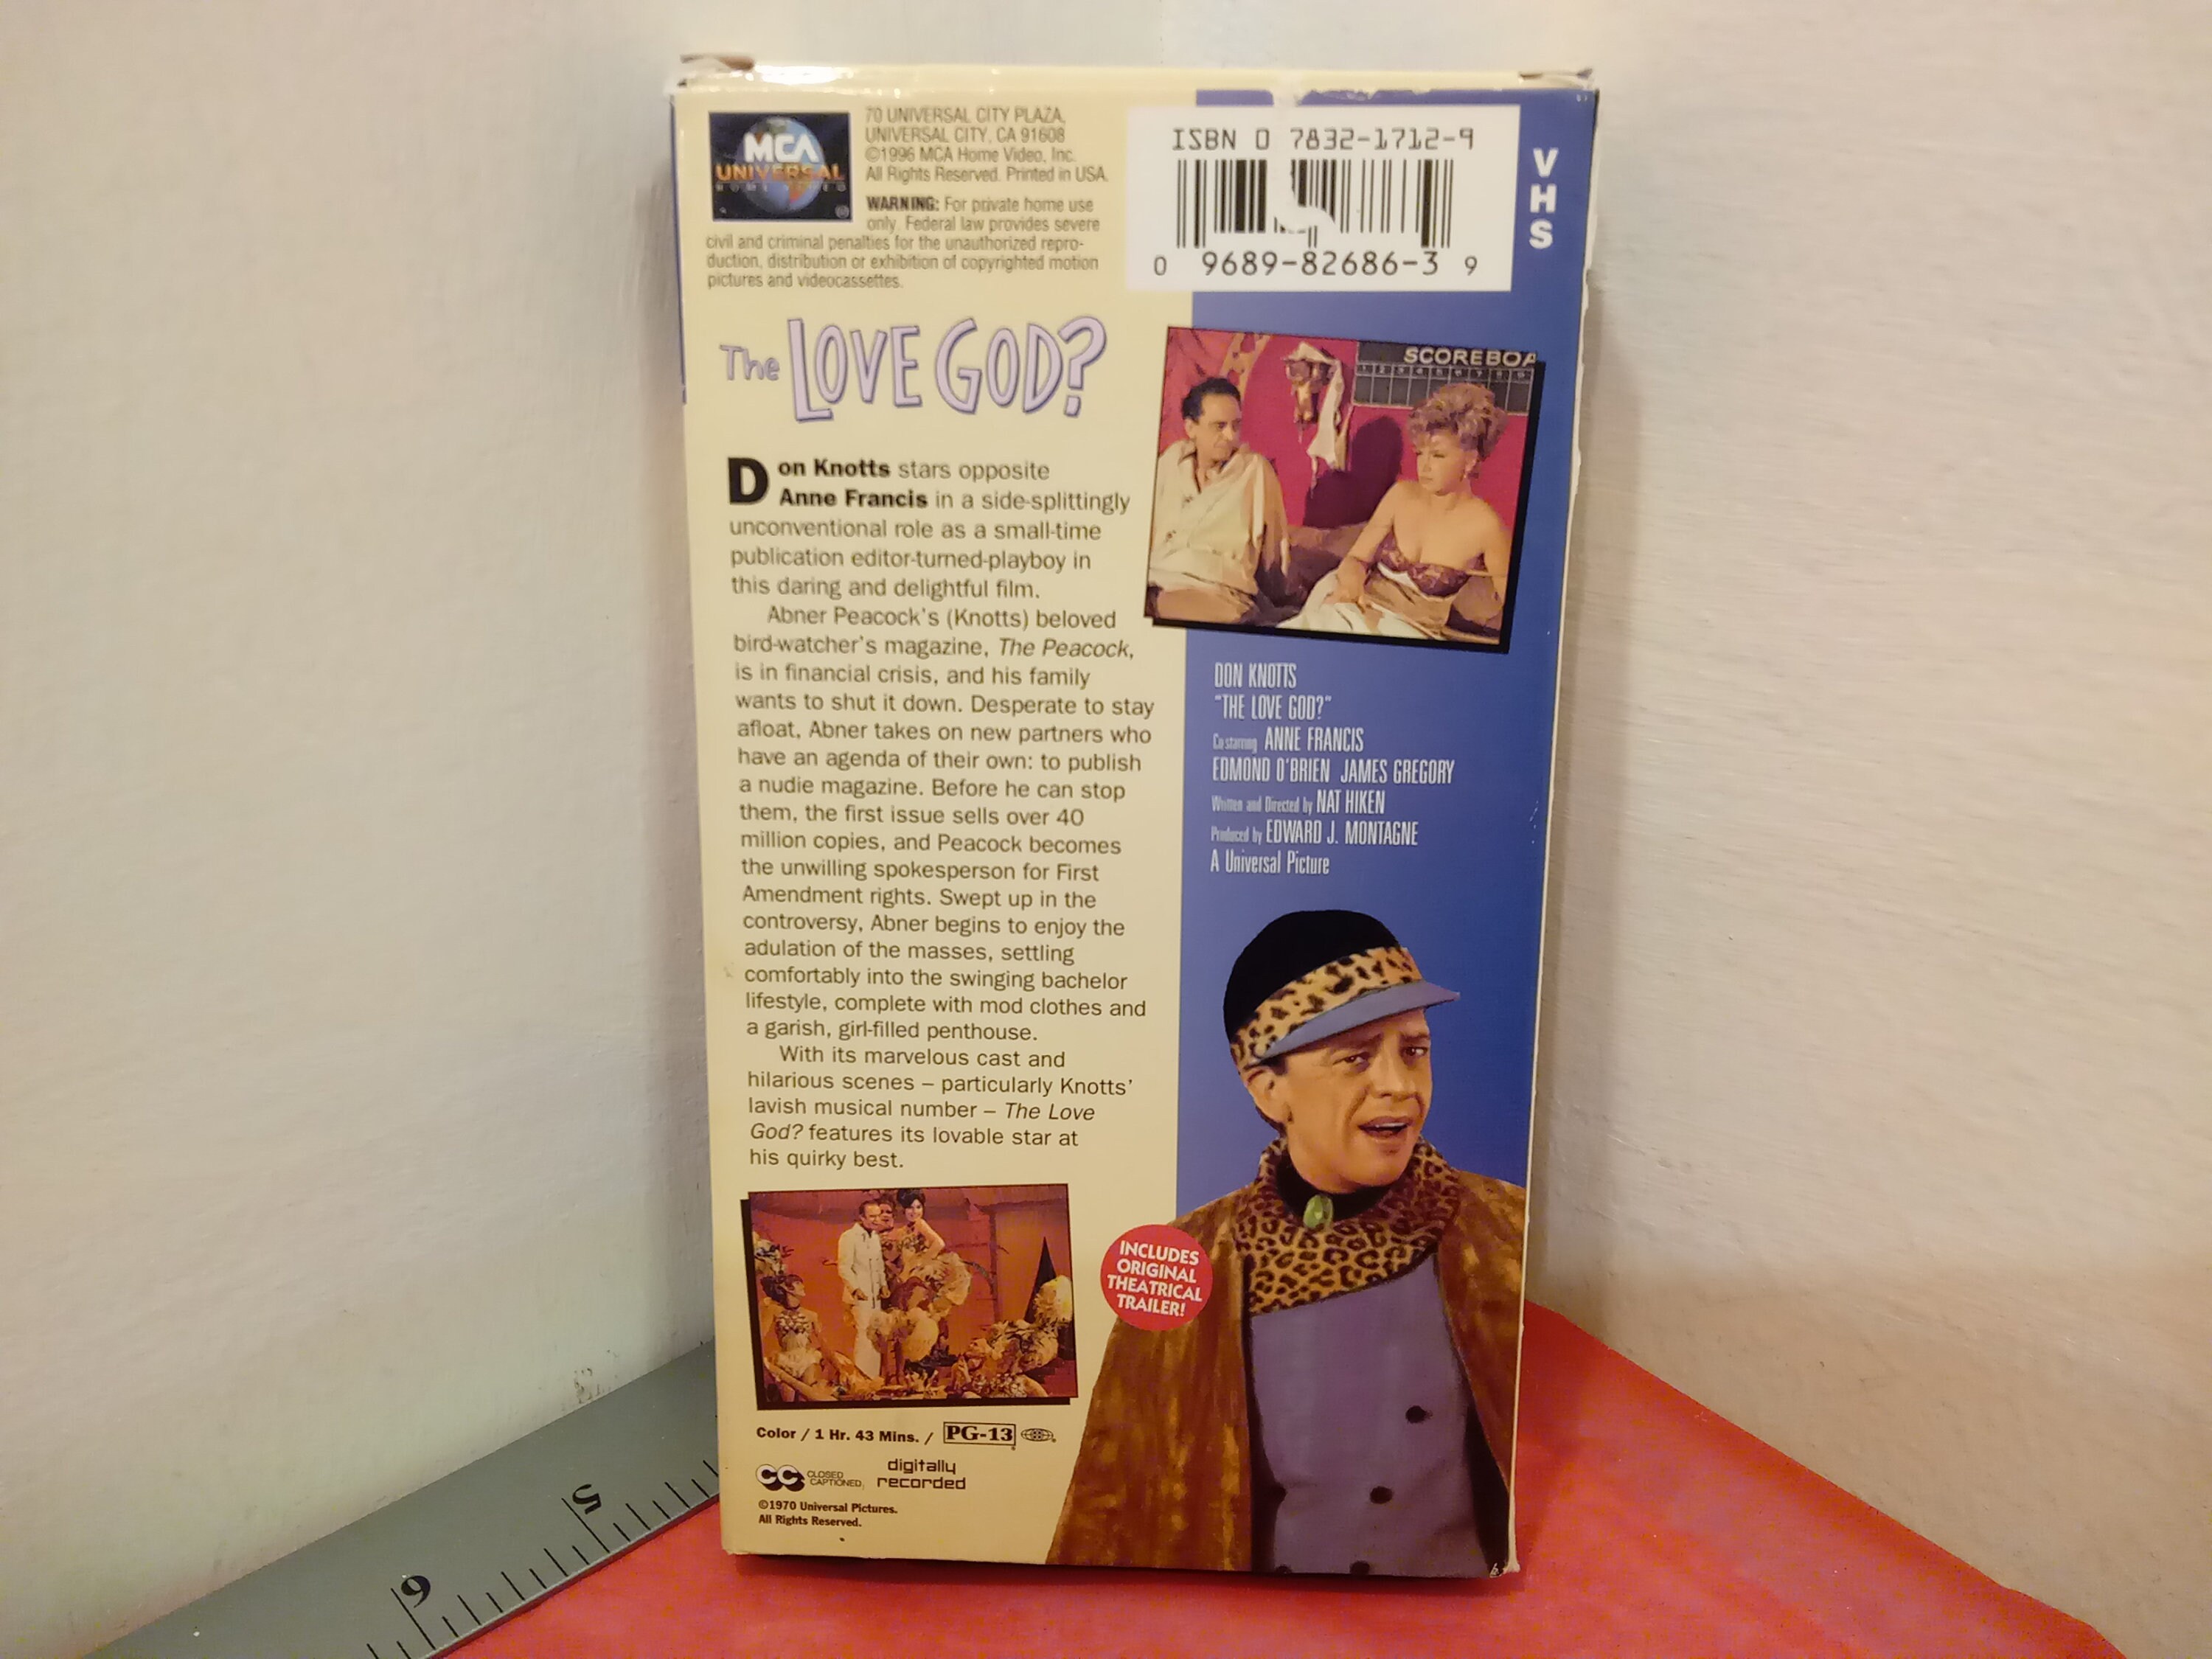 MCA
UNIVERSAL
HOME VIDEO
70 UNIVERSAL CITY PLAZA,
UNIVERSAL CITY, CA 91608
©1996 MCA Home Video, Inc.
All Rights Reserved. Printed in USA.
WARNING: For private home use
only. Federal law provides severe
civil and criminal penalties for the unauthorized repro-
duction, distribution or exhibition of copyrighted motion
pictures and videocassettes.
ISBN 0 7832-1712-9
0 9689-82686-3 9
VHS
The LOVE GOD?
Don Knotts stars opposite
Anne Francis in a side-splittingly
unconventional role as a small-time
publication editor-turned-playboy in
this daring and delightful film.
Abner Peacock's (Knotts) beloved
bird-watcher's magazine, The Peacock,
is in financial crisis, and his family
wants to shut it down. Desperate to stay
afloat, Abner takes on new partners who
have an agenda of their own: to publish
a nudie magazine. Before he can stop
them, the first issue sells over 40
million copies, and Peacock becomes
the unwilling spokesperson for First
Amendment rights. Swept up in the
controversy, Abner begins to enjoy the
adulation of the masses, settling
comfortably into the swinging bachelor
lifestyle, complete with mod clothes and
a garish, girl-filled penthouse.
With its marvelous cast and
hilarious scenes – particularly Knotts'
lavish musical number – The Love
God? features its lovable star at
his quirky best.
SCOREBOA
1 2 3 4 5 6 7 8 9
DON KNOTTS
"THE LOVE GOD?"
Co starring ANNE FRANCIS
EDMOND O'BRIEN JAMES GREGORY
Written and Directed by NAT HIKEN
Produced by EDWARD J. MONTAGNE
A Universal Picture
INCLUDES
ORIGINAL
THEATRICAL
TRAILER!
Color / 1 Hr. 43 Mins. / PG-13
CC CLOSED
CAPTIONED,
digitally
recorded
©1970 Universal Pictures.
All Rights Reserved.
5
6